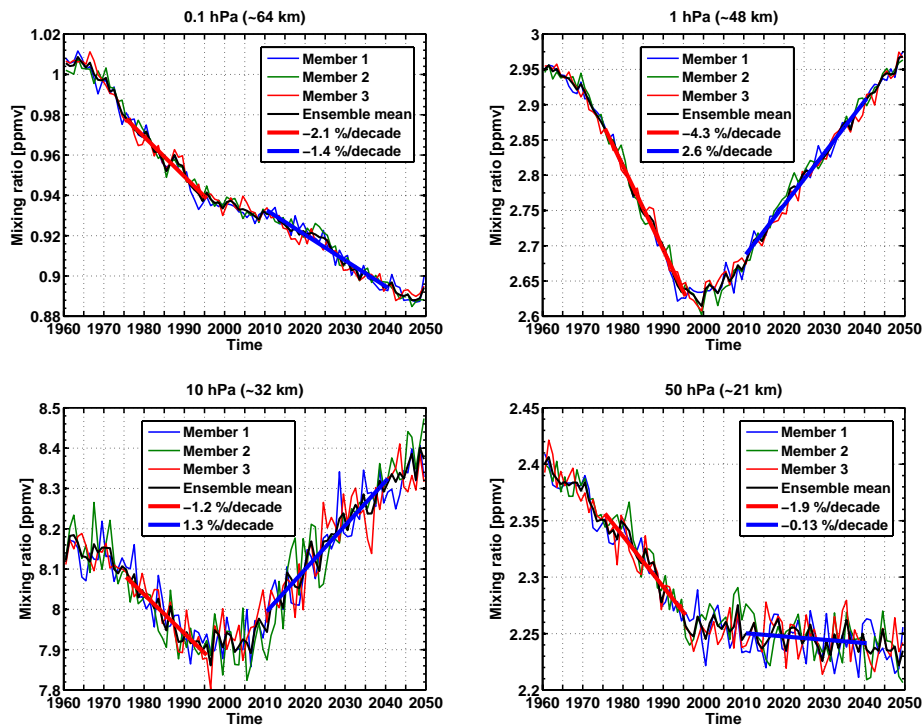 0.1 hPa (~64 km)
Mixing ratio [ppmv]
1.02
1
0.98
0.96
0.94
0.92
0.9
0.88
Member 1
Member 2
Member 3
Ensemble mean
−2.1 %/decade
−1.4 %/decade
1960 1970 1980 1990 2000 2010 2020 2030 2040 2050
Time
1 hPa (~48 km)
Mixing ratio [ppmv]
3
2.95
2.9
2.85
2.8
2.75
2.7
2.65
2.6
Member 1
Member 2
Member 3
Ensemble mean
−4.3 %/decade
2.6 %/decade
1960 1970 1980 1990 2000 2010 2020 2030 2040 2050
Time
10 hPa (~32 km)
Mixing ratio [ppmv]
8.5
8.4
8.3
8.2
8.1
8
7.9
7.8
Member 1
Member 2
Member 3
Ensemble mean
−1.2 %/decade
1.3 %/decade
1960 1970 1980 1990 2000 2010 2020 2030 2040 2050
Time
50 hPa (~21 km)
Mixing ratio [ppmv]
2.45
2.4
2.35
2.3
2.25
2.2
Member 1
Member 2
Member 3
Ensemble mean
−1.9 %/decade
−0.13 %/decade
1960 1970 1980 1990 2000 2010 2020 2030 2040 2050
Time